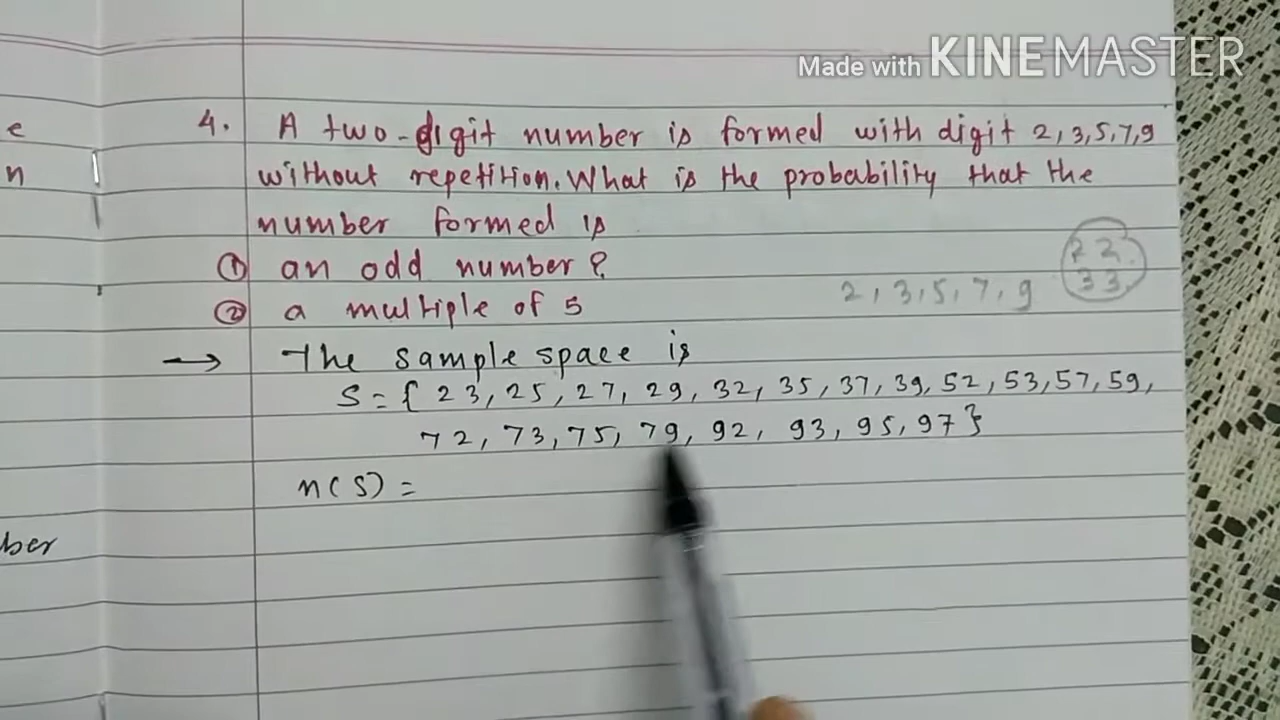 Made with KINEMASTER
e
n
4. A two-digit number is formed with digit 2,3,5,7,9
without repetition. What is the probability that the
number formed is
① an odd number?
② a multiple of 5
22
33
2, 3, 5, 7, 9
→ The sample space is
S = { 23, 25, 27, 29, 32, 35, 37, 39, 52, 53, 57, 59,
72, 73, 75, 79, 92, 93, 95, 97 }
n(S) =
ber